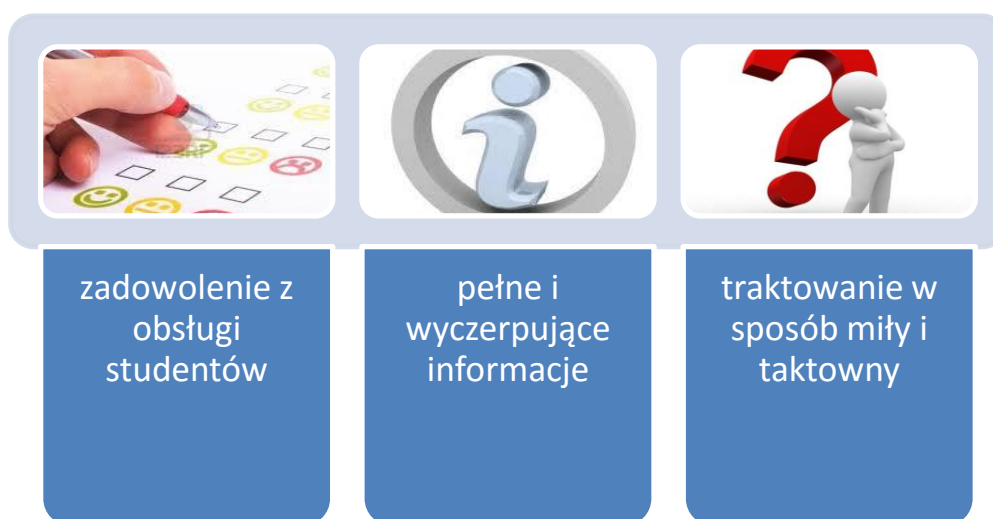 zadowolenie z
obsługi
studentów
pełne i
wyczerpujące
informacje
traktowanie w
sposób miły i
taktowny